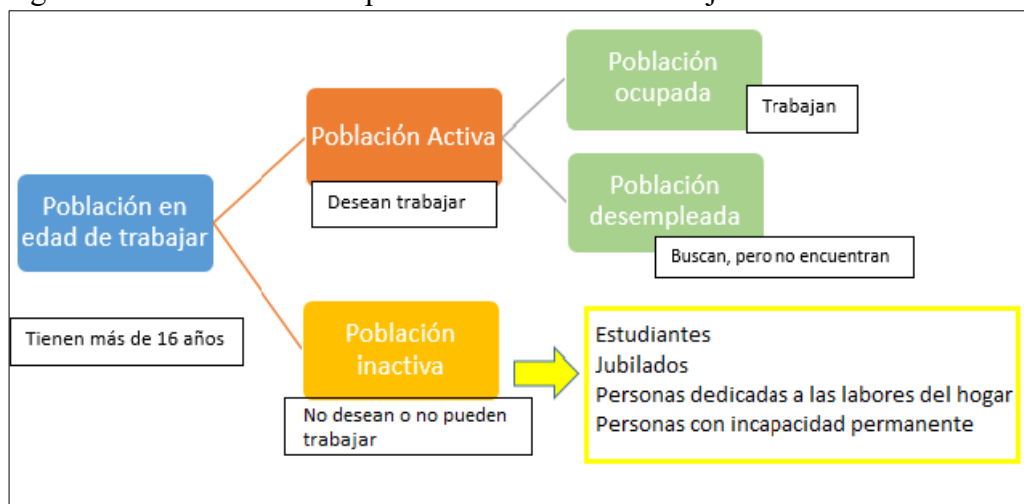 Población
ocupada
Trabajan
Población Activa
Desean trabajar
Población
desempleada
Buscan, pero no encuentran
Población en
edad de trabajar
Tienen más de 16 años
Población
inactiva
No desean o no pueden
trabajar
Estudiantes
Jubilados
Personas dedicadas a las labores del hogar
Personas con incapacidad permanente